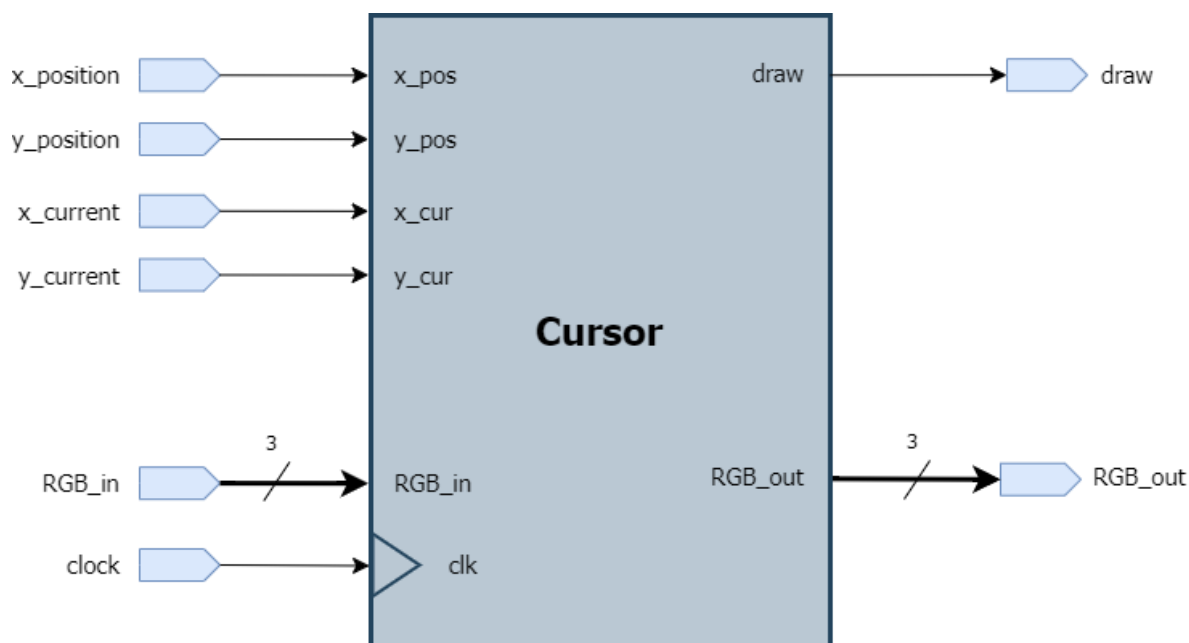 x_position
x_pos
draw
draw
y_position
y_pos
x_current
x_cur
y_current
y_cur
Cursor
3
3
RGB_in
RGB_in
RGB_out
RGB_out
clock
clk